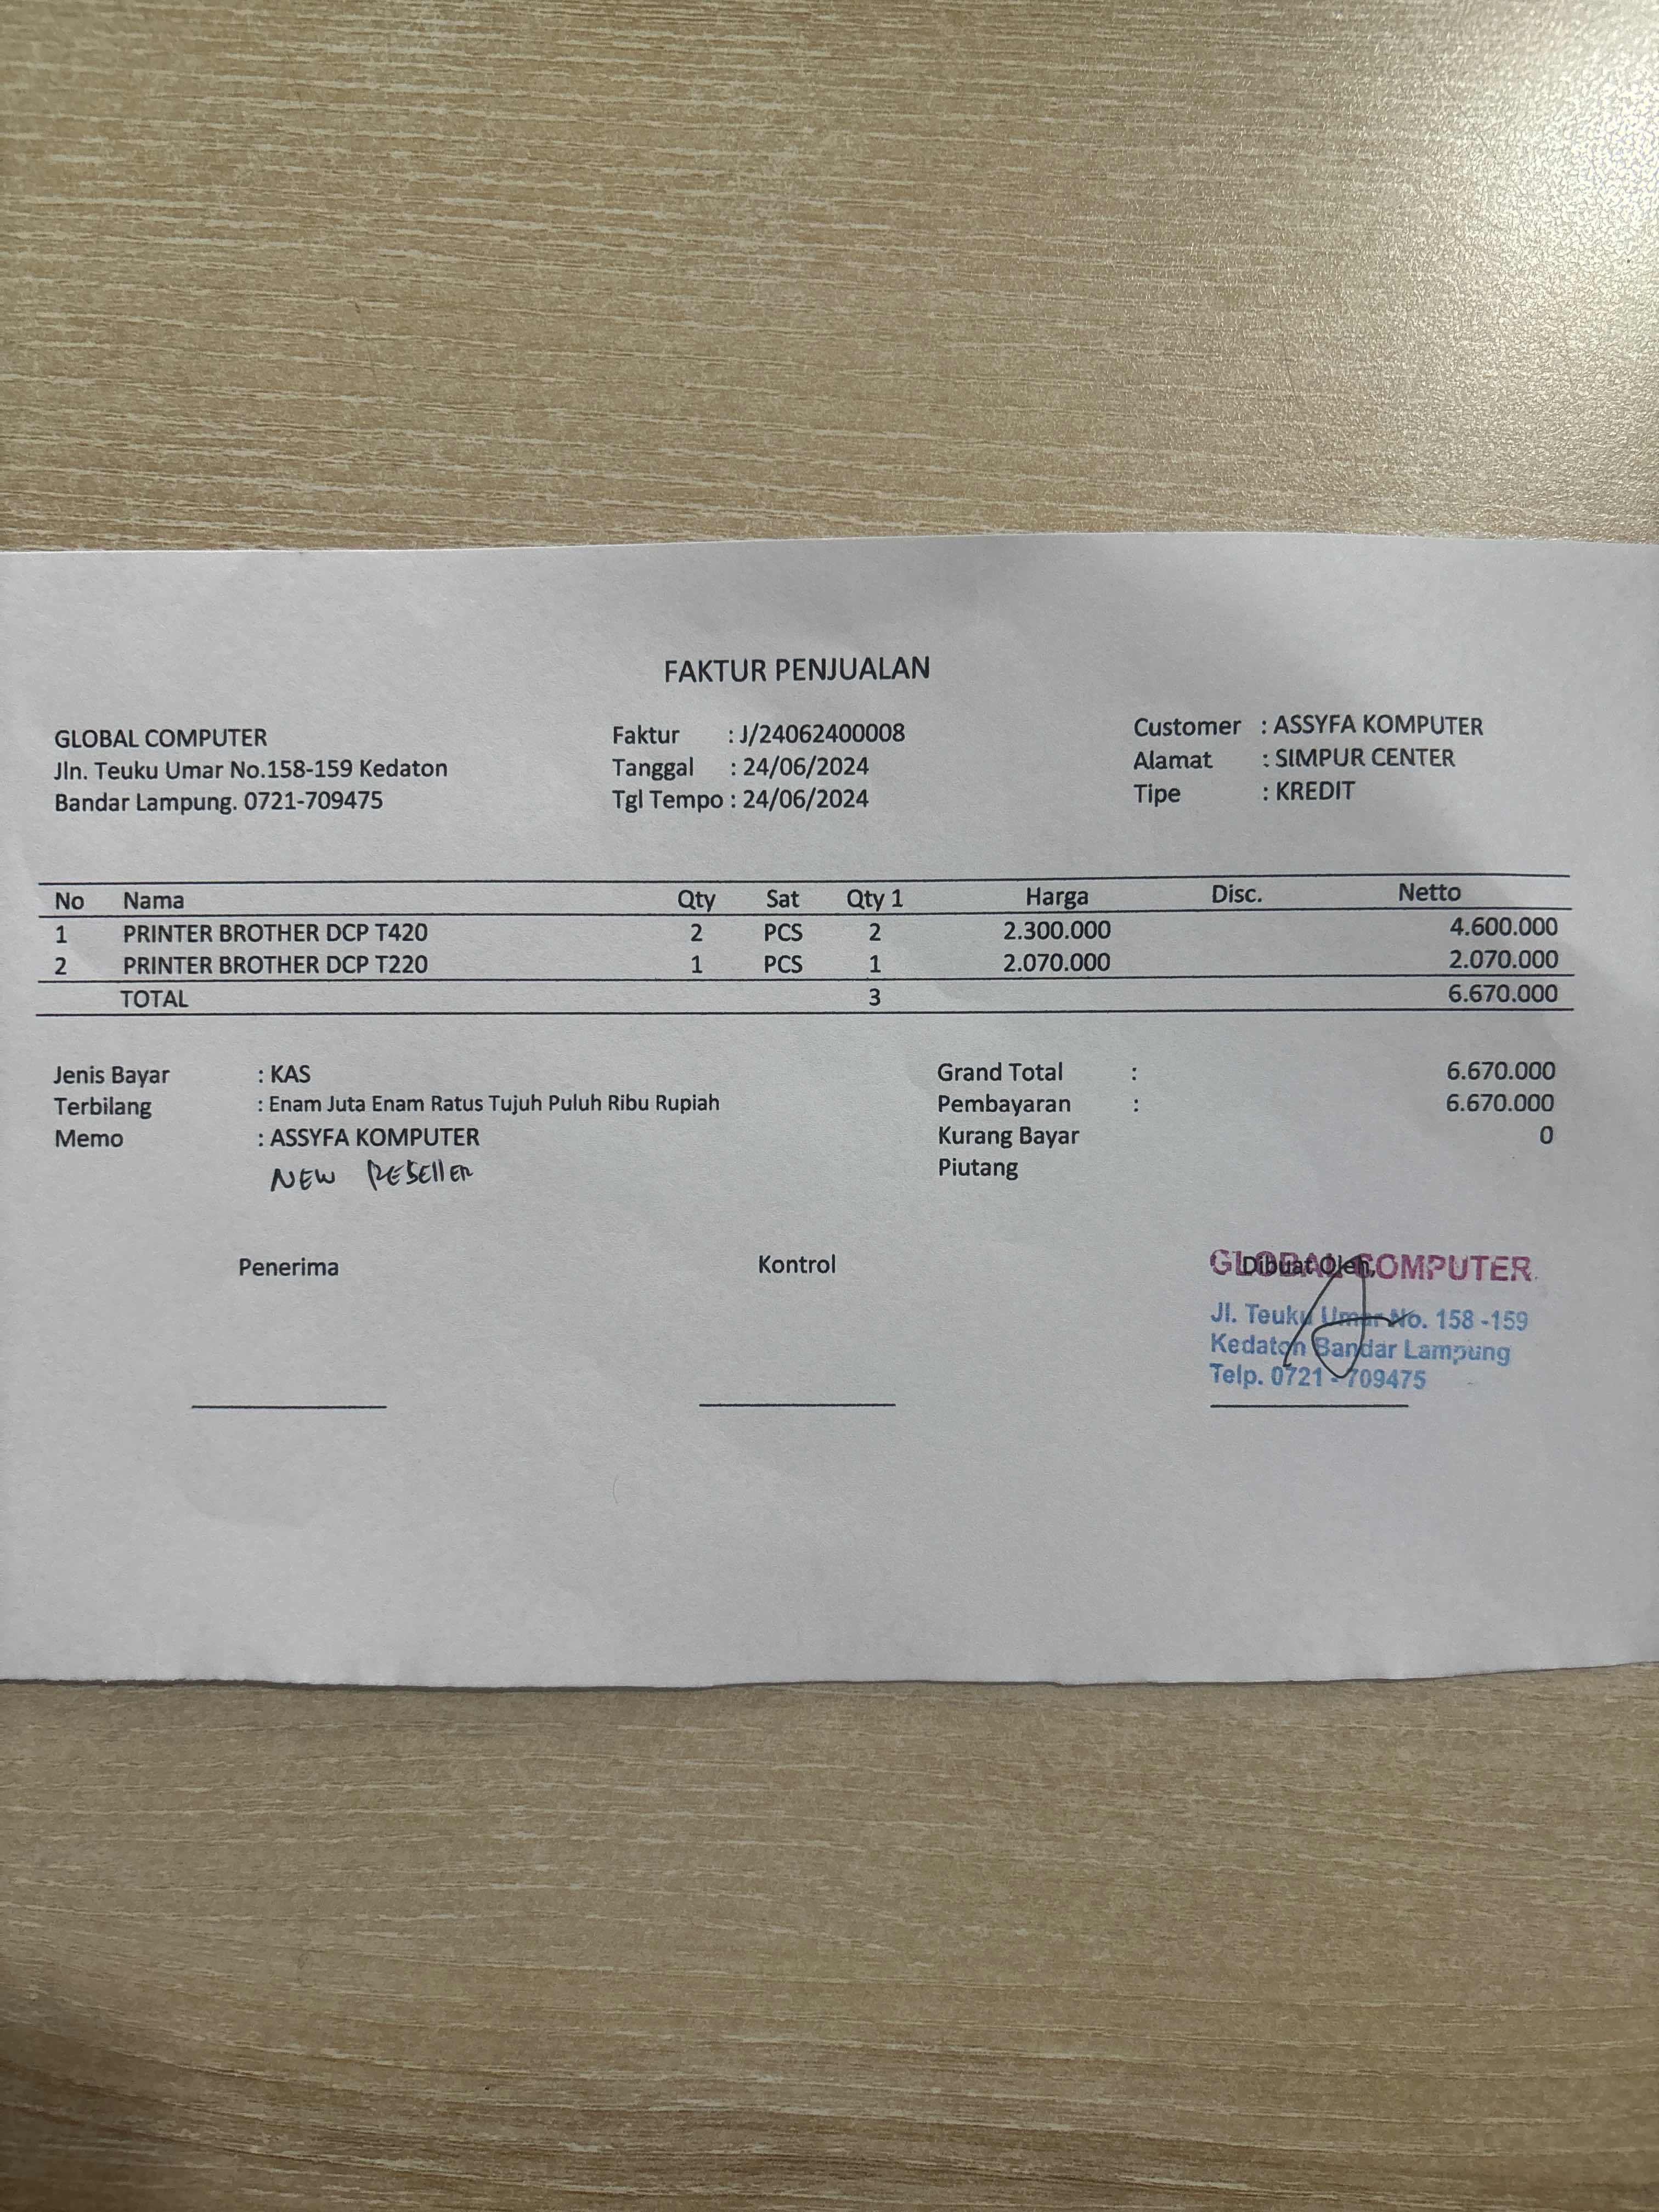 FAKTUR PENJUALAN
GLOBAL COMPUTER
Jln. Teuku Umar No.158-159 Kedaton
Bandar Lampung. 0721-709475
Faktur : J/24062400008
Tanggal : 24/06/2024
Tgl Tempo : 24/06/2024
Customer : ASSYFA KOMPUTER
Alamat : SIMPUR CENTER
Tipe : KREDIT
No Nama Qty Sat Qty 1 Harga Disc. Netto
1 PRINTER BROTHER DCP T420 2 PCS 2 2.300.000 4.600.000
2 PRINTER BROTHER DCP T220 1 PCS 1 2.070.000 2.070.000
TOTAL 3 6.670.000
Jenis Bayar : KAS
Terbilang : Enam Juta Enam Ratus Tujuh Puluh Ribu Rupiah
Memo : ASSYFA KOMPUTER
NEW RESELLER
Grand Total : 6.670.000
Pembayaran : 6.670.000
Kurang Bayar 0
Piutang
Penerima
Kontrol
Dibuat Oleh,
GLOBAL COMPUTER
Jl. Teuku Umar No. 158 -159
Kedaton Bandar Lampung
Telp. 0721 - 709475